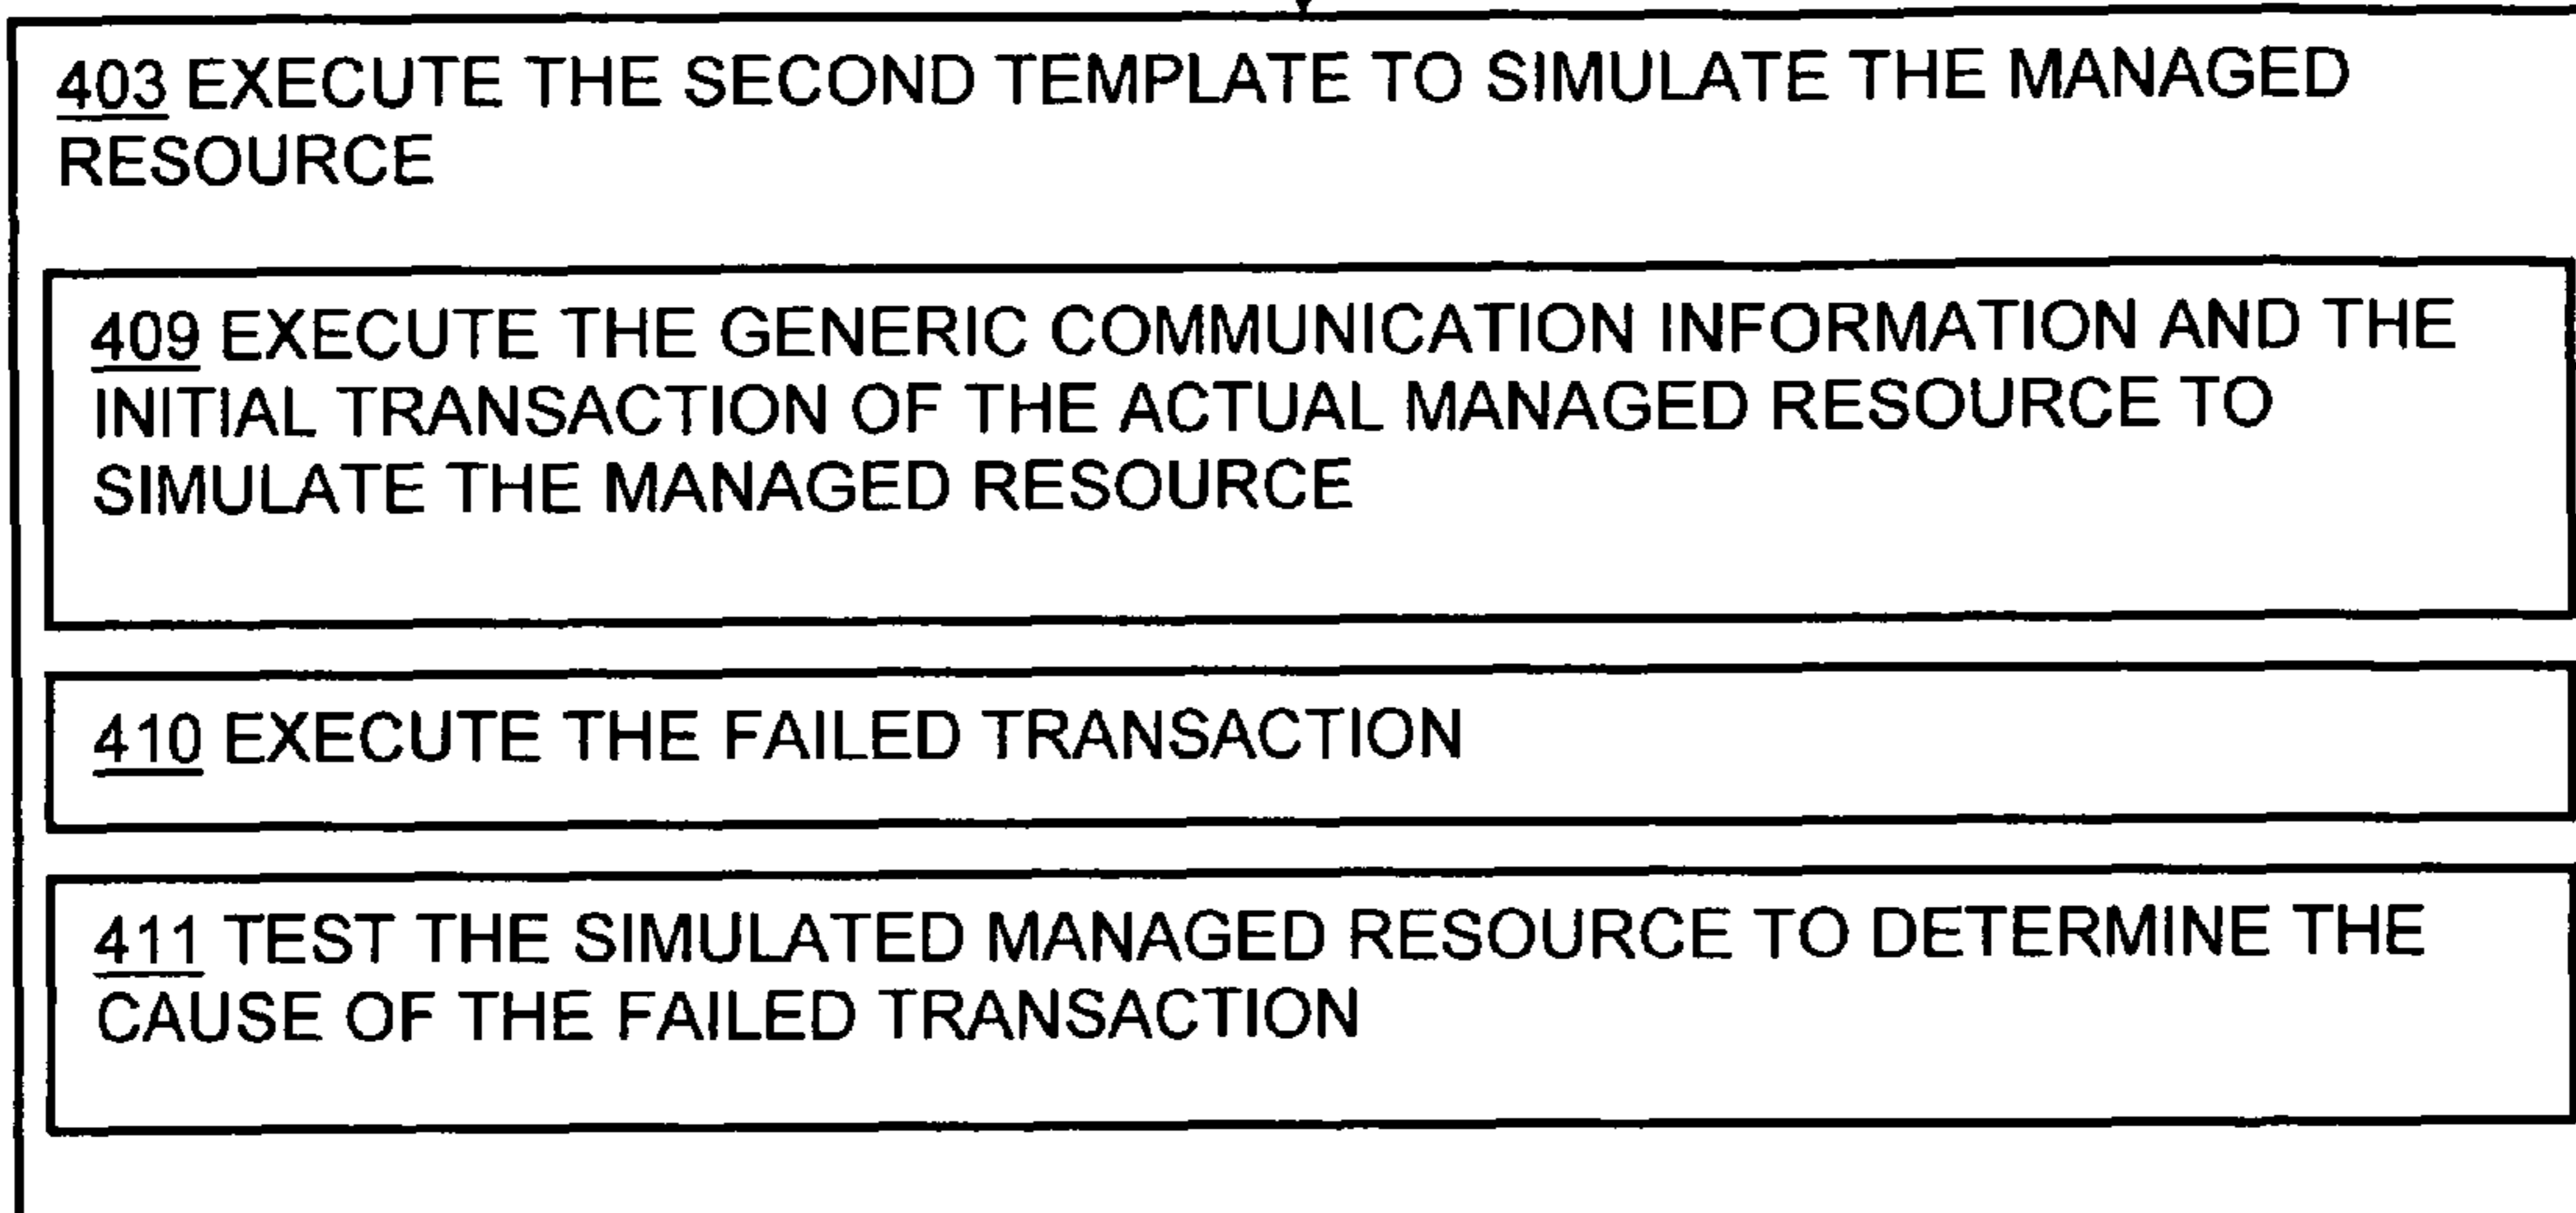 403 EXECUTE THE SECOND TEMPLATE TO SIMULATE THE MANAGED
RESOURCE
409 EXECUTE THE GENERIC COMMUNICATION INFORMATION AND THE
INITIAL TRANSACTION OF THE ACTUAL MANAGED RESOURCE TO
SIMULATE THE MANAGED RESOURCE
410 EXECUTE THE FAILED TRANSACTION
411 TEST THE SIMULATED MANAGED RESOURCE TO DETERMINE THE
CAUSE OF THE FAILED TRANSACTION